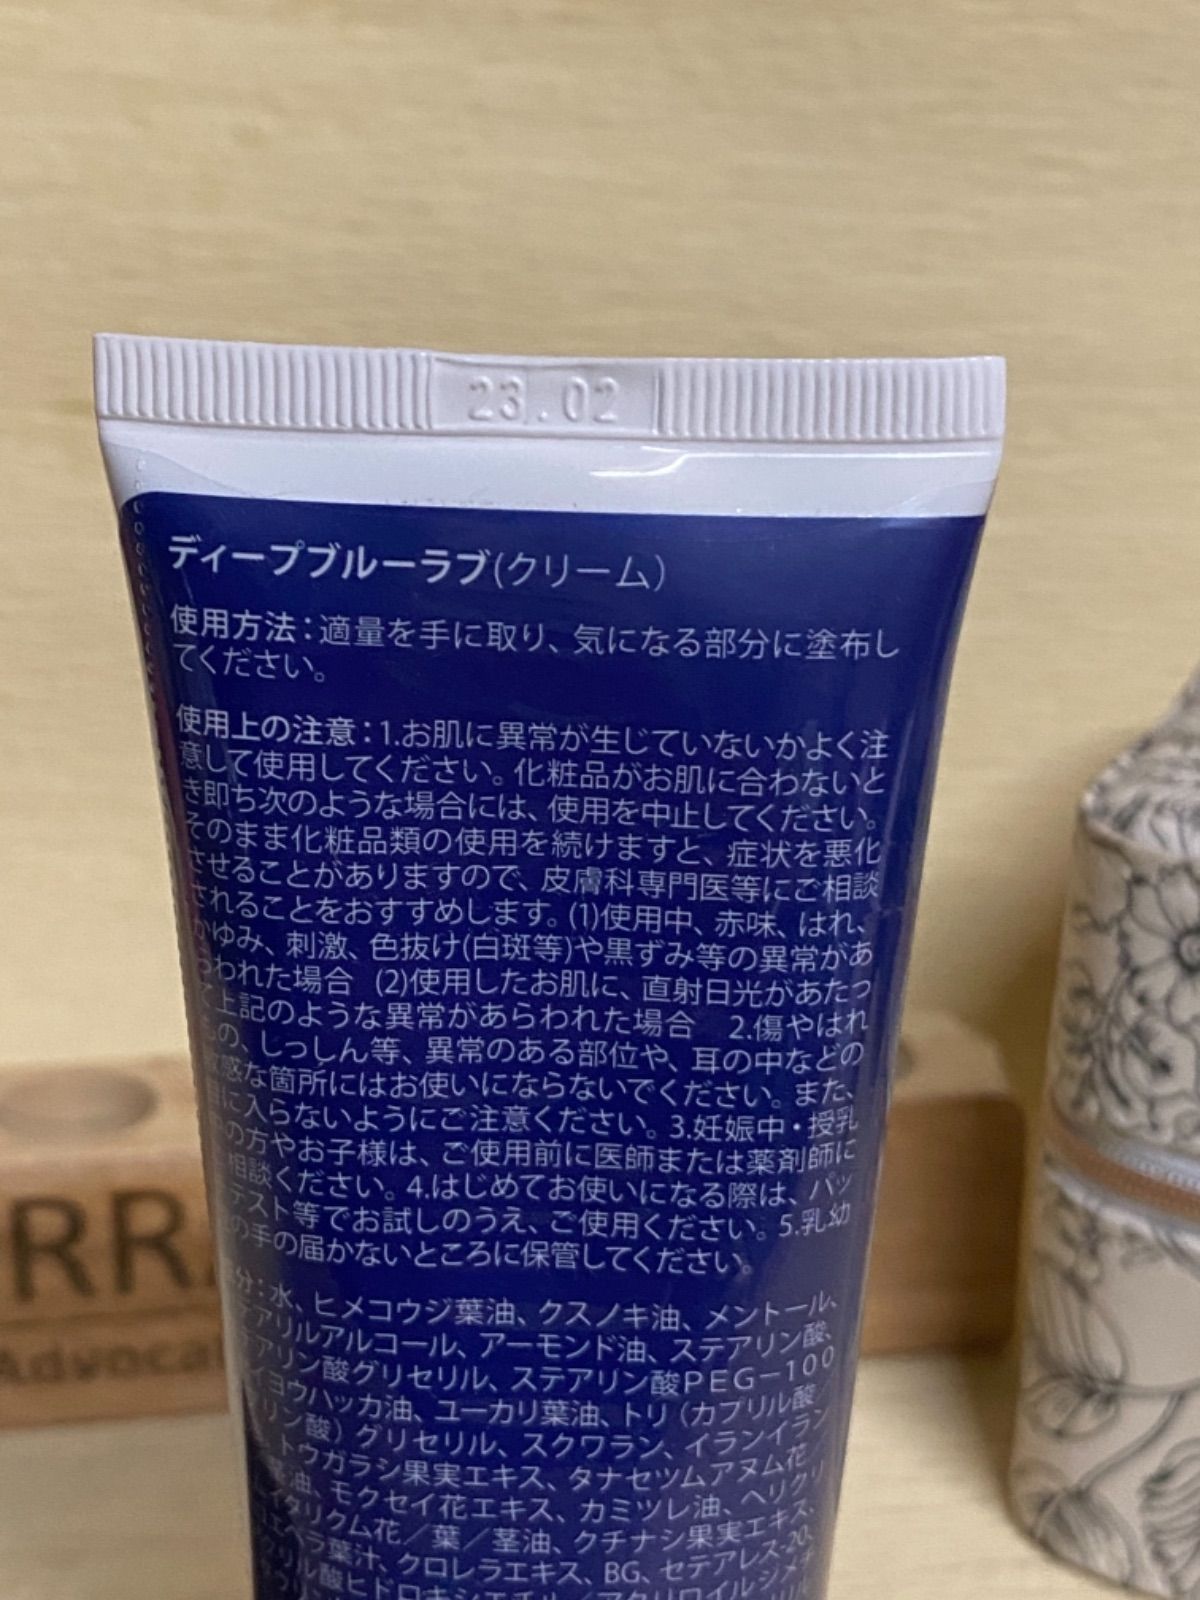 23.02
ディープブルーラブ(クリーム)
使用方法：適量を手に取り、気になる部分に塗布し
てください。
使用上の注意：1.お肌に異常が生じていないかよく注
意して使用してください。化粧品がお肌に合わないと
き即ち次のような場合には、使用を中止してください。
そのまま化粧品類の使用を続けますと、症状を悪化
させることがありますので、皮膚科専門医等にご相談
されることをおすすめします。(1)使用中、赤味、はれ、
かゆみ、刺激、色抜け(白斑等)や黒ずみ等の異常があ
らわれた場合 (2)使用したお肌に、直射日光があたっ
て上記のような異常があらわれた場合 2.傷やはれ
もの、しっしん等、異常のある部位や、耳の中などの
敏感な箇所にはお使いにならないでください。また、
目に入らないようにご注意ください。3.妊娠中・授乳
中の方やお子様は、ご使用前に医師または薬剤師に
相談ください。4.はじめてお使いになる際は、パッ
テスト等でお試しのうえ、ご使用ください。5.乳幼
の手の届かないところに保管してください。
分：水、ヒメコウジ葉油、クスノキ油、メントール、
テアリルアルコール、アーモンド油、ステアリン酸、
アリン酸グリセリル、ステアリン酸PEG－100
イヨウハッカ油、ユーカリ葉油、トリ（カプリル酸／
リン酸）グリセリル、スクワラン、イランイラン
トウガラシ果実エキス、タナセツムアヌム花／
油、モクセイ花エキス、カミツレ油、ヘリクリ
イタリクム花／葉／茎油、クチナシ果実エキス、
エベラ葉汁、クロレラエキス、BG、セテアレス-20、
リル酸ヒドロキシエチル／アクリロイルジメチ
RR
Advoca